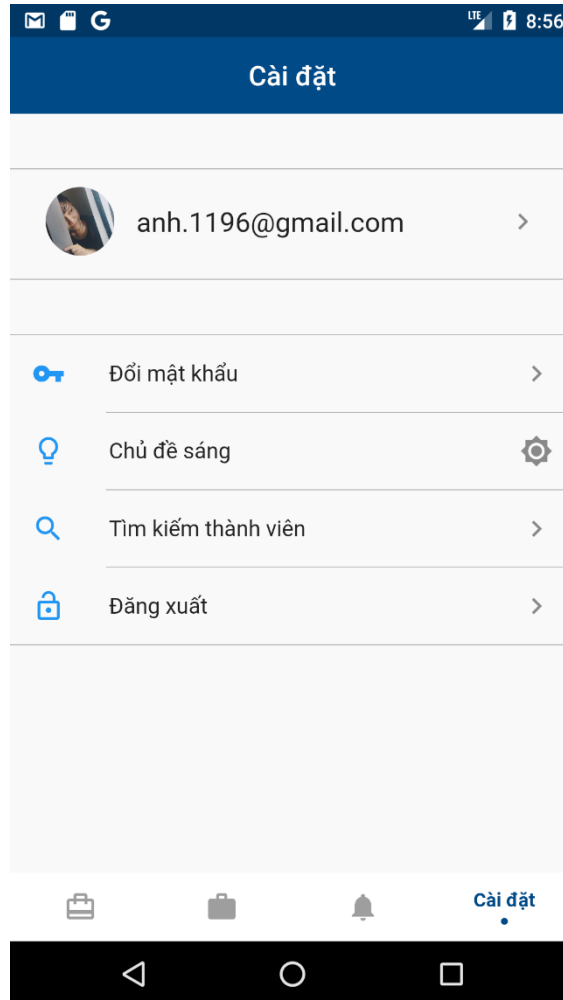 LTE 8:56
Cài đặt
anh.1196@gmail.com
Đổi mật khẩu
Chủ đề sáng
Tìm kiếm thành viên
Đăng xuất
Cài đặt